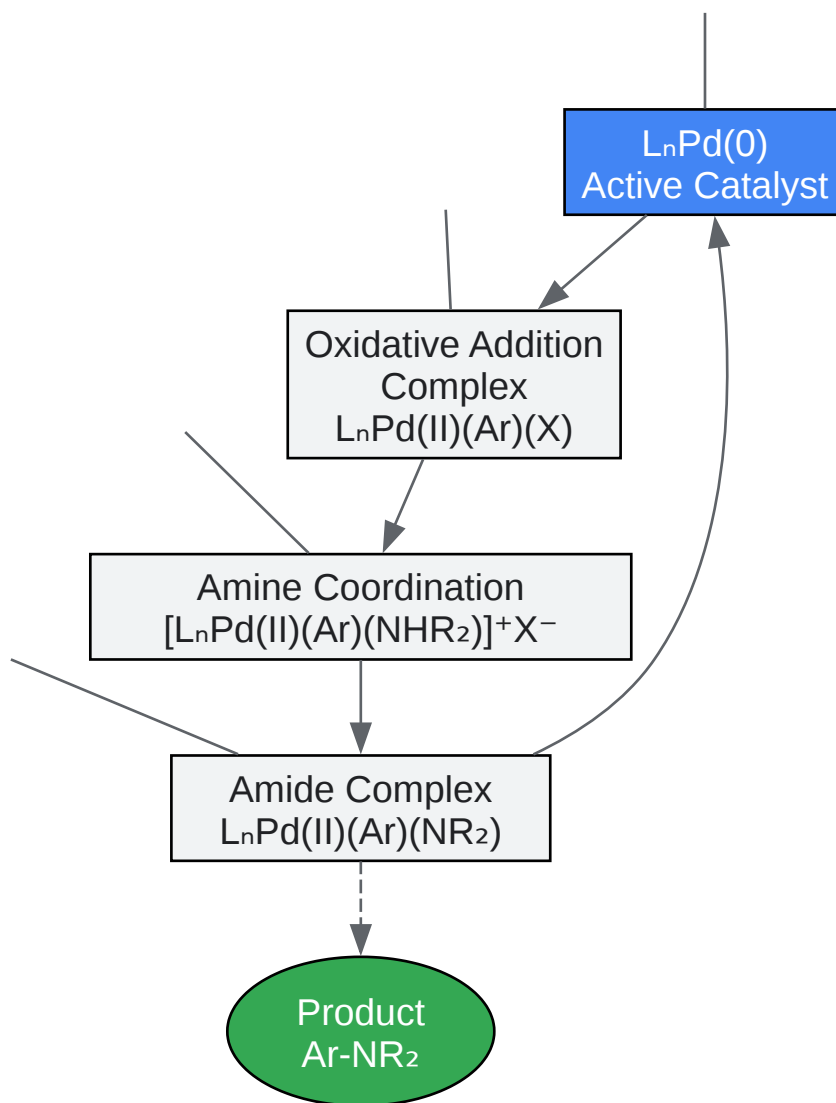 LₙPd(0)
Active Catalyst
Oxidative Addition
Complex
LₙPd(II)(Ar)(X)
Amine Coordination
[LₙPd(II)(Ar)(NHR₂)]⁺X⁻
Amide Complex
LₙPd(II)(Ar)(NR₂)
Product
Ar-NR₂